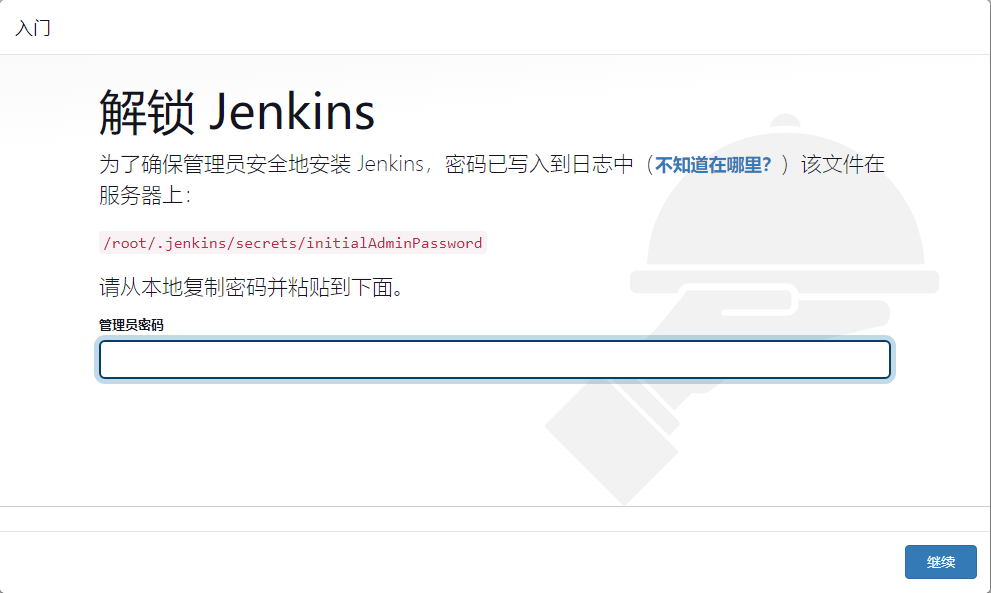 入门
解锁 Jenkins
为了确保管理员安全地安装 Jenkins，密码已写入到日志中（不知道在哪里？）该文件在
服务器上：
/root/.jenkins/secrets/initialAdminPassword
请从本地复制密码并粘贴到下面。
管理员密码
继续